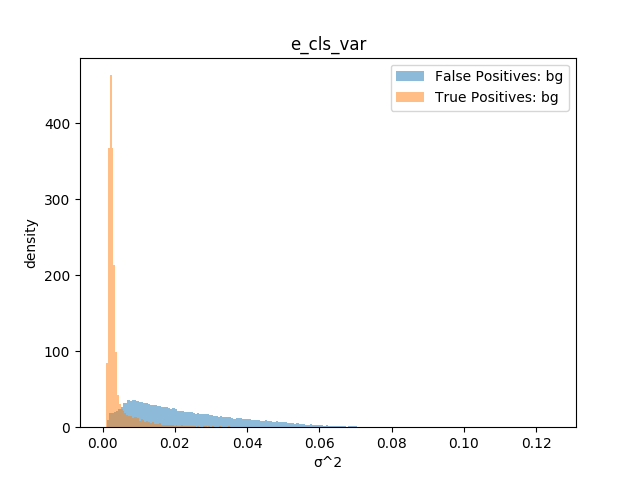 e_cls_var
False Positives: bg
True Positives: bg
density
400
300
200
100
0
0.00 0.02 0.04 0.06 0.08 0.10 0.12
σ^2